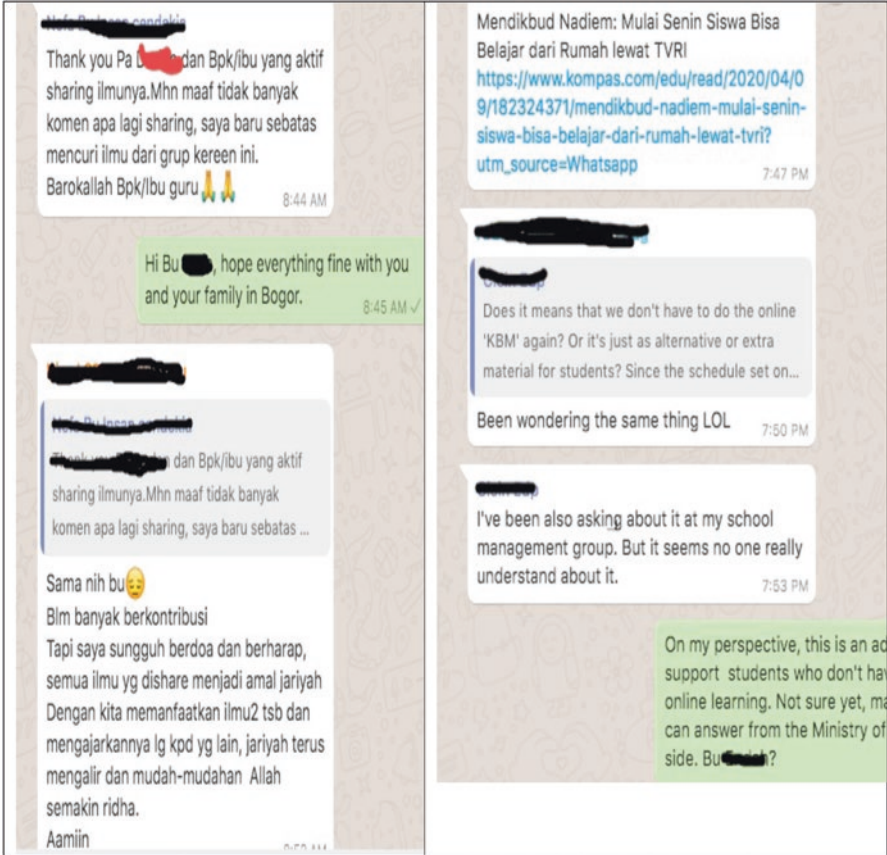 Thank you Pa dan Bpk/ibu yang aktif
sharing ilmunya.Mhn maaf tidak banyak
komen apa lagi sharing, saya baru sebatas
mencuri ilmu dari grup kereen ini.
Barokallah Bpk/Ibu guru🙏🙏
8:44 AM
Hi Bu , hope everything fine with you
and your family in Bogor.
8:45 AM ✓
dan Bpk/ibu yang aktif
sharing ilmunya.Mhn maaf tidak banyak
komen apa lagi sharing, saya baru sebatas ...
Sama nih bu😔
Blm banyak berkontribusi
Tapi saya sungguh berdoa dan berharap,
semua ilmu yg dishare menjadi amal jariyah
Dengan kita memanfaatkan ilmu2 tsb dan
mengajarkannya lg kpd yg lain, jariyah terus
mengalir dan mudah-mudahan Allah
semakin ridha.
Aamiin
Mendikbud Nadiem: Mulai Senin Siswa Bisa
Belajar dari Rumah lewat TVRI
https://www.kompas.com/edu/read/2020/04/0
9/182324371/mendikbud-nadiem-mulai-senin-
siswa-bisa-belajar-dari-rumah-lewat-tvri?
utm_source=Whatsapp
7:47 PM
Does it means that we don't have to do the online
'KBM' again? Or it's just as alternative or extra
material for students? Since the schedule set on...
Been wondering the same thing LOL
7:50 PM
I've been also asking about it at my school
management group. But it seems no one really
understand about it.
7:53 PM
On my perspective, this is an ad
support students who don't hav
online learning. Not sure yet, ma
can answer from the Ministry of
side. Bu ?